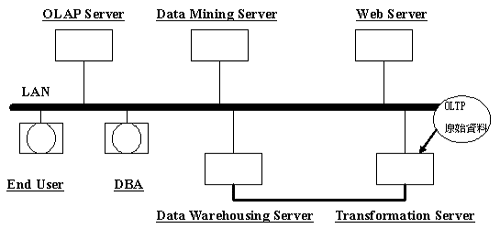 OLAP Server
Data Mining Server
Web Server
LAN
OLTP
原始資料
End User
DBA
Data Warehousing Server
Transformation Server